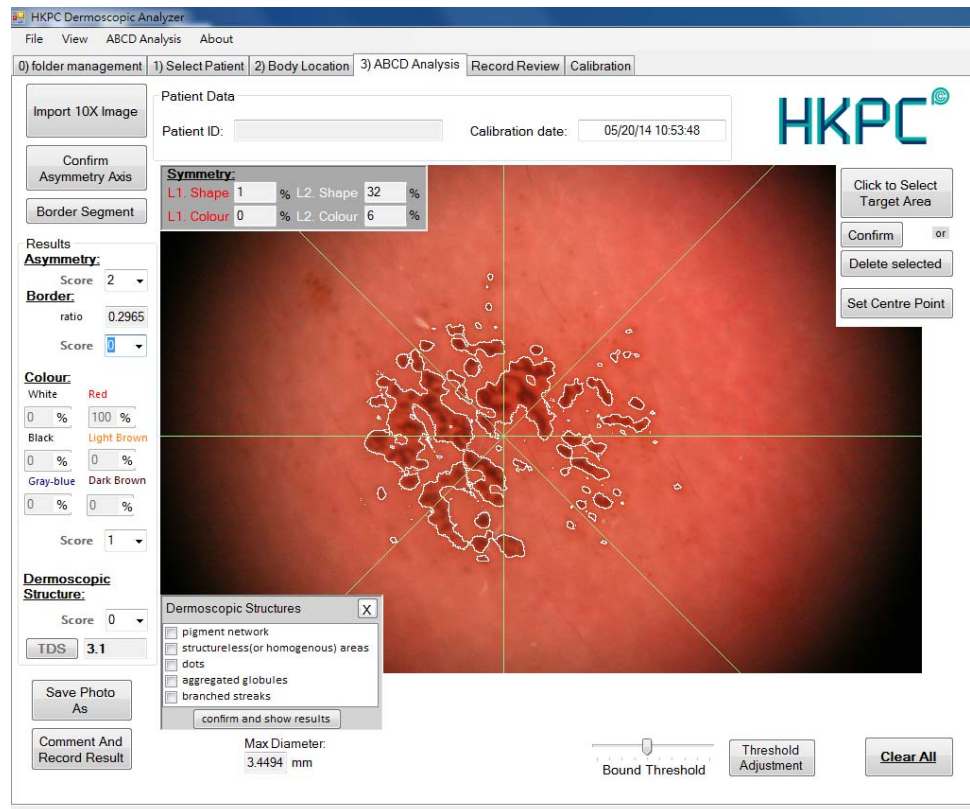 HKPC Dermoscopic Analyzer
File View ABCD Analysis About
0) folder management 1) Select Patient 2) Body Location 3) ABCD Analysis Record Review Calibration
Import 10X Image
Patient Data
Patient ID: Calibration date: 05/20/14 10:53:48
HKPC
Confirm
Asymmetry Axis
Border Segment
Symmetry:
L1. Shape 1 % L2. Shape 32 %
L1. Colour 0 % L2. Colour 6 %
Click to Select
Target Area
Confirm or
Delete selected
Set Centre Point
Results
Asymmetry:
Score 2
Border:
ratio 0.2965
Score 0
Colour:
White Red
0 % 100 %
Black Light Brown
0 % 0 %
Gray-blue Dark Brown
0 % 0 %
Score 1
Dermoscopic
Structure:
Score 0
TDS 3.1
Dermoscopic Structures X
pigment network
structureless(or homogenous) areas
dots
aggregated globules
branched streaks
confirm and show results
Save Photo
As
Comment And
Record Result
Max Diameter:
3.4494 mm
Bound Threshold
Threshold
Adjustment
Clear All